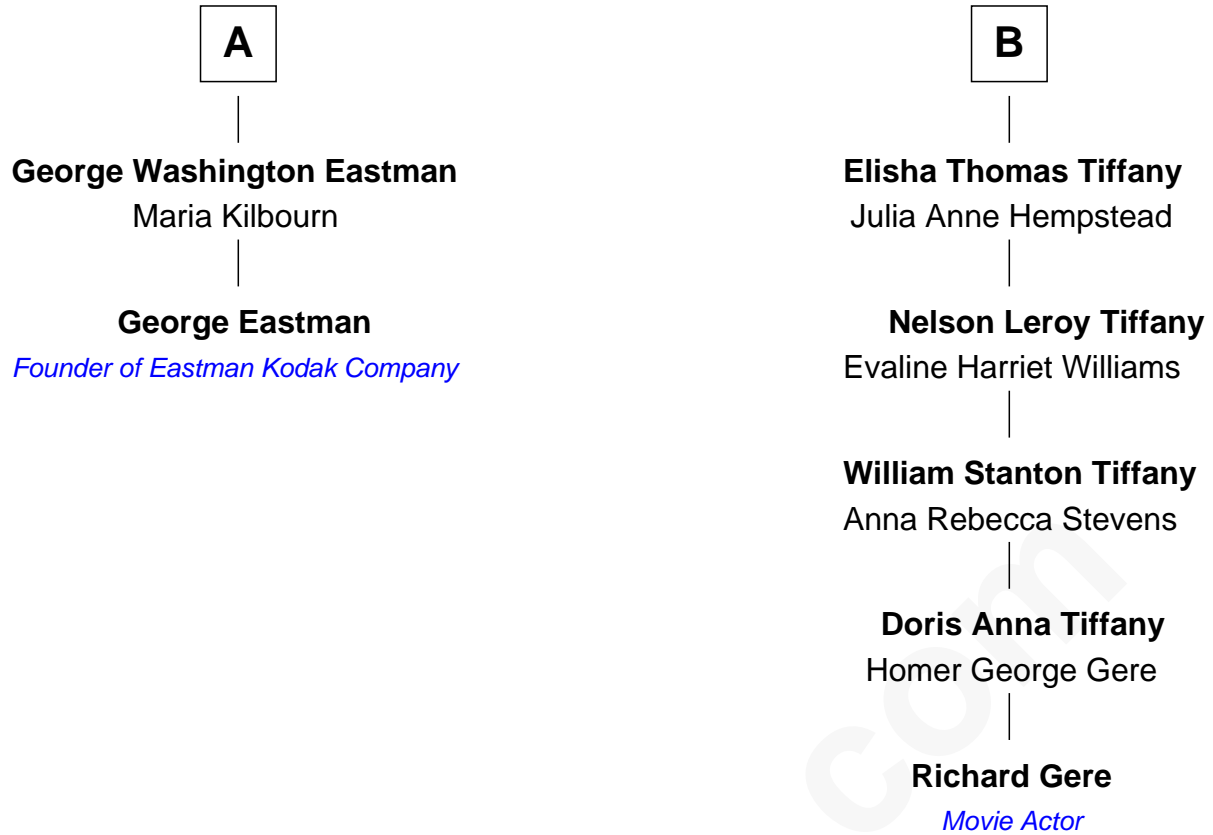 A
George Washington Eastman
Maria Kilbourn
George Eastman
Founder of Eastman Kodak Company
B
Elisha Thomas Tiffany
Julia Anne Hempstead
Nelson Leroy Tiffany
Evaline Harriet Williams
William Stanton Tiffany
Anna Rebecca Stevens
Doris Anna Tiffany
Homer George Gere
Richard Gere
Movie Actor
com